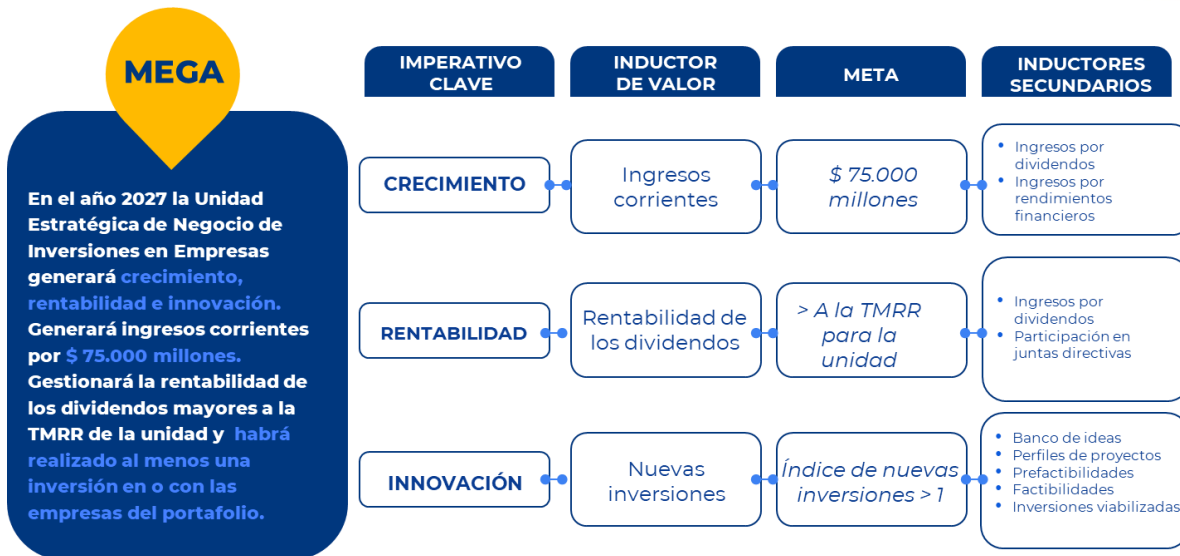 MEGA
En el año 2027 la Unidad
Estratégica de Negocio de
Inversiones en Empresas
generará crecimiento,
rentabilidad e innovación.
Generará ingresos corrientes
por $ 75.000 millones.
Gestionará la rentabilidad de
los dividendos mayores a la
TMRR de la unidad y habrá
realizado al menos una
inversión en o con las
empresas del portafolio.
IMPERATIVO
CLAVE
INDUCTOR
DE VALOR
META
INDUCTORES
SECUNDARIOS
CRECIMIENTO
Ingresos
corrientes
$ 75.000
millones
• Ingresos por
dividendos
• Ingresos por
rendimientos
financieros
RENTABILIDAD
Rentabilidad de
los dividendos
> A la TMRR
para la
unidad
• Ingresos por
dividendos
• Participación en
juntas directivas
INNOVACIÓN
Nuevas
inversiones
Índice de nuevas
inversiones > 1
• Banco de ideas
• Perfiles de proyectos
• Prefactibilidades
• Factibilidades
• Inversiones viabilizadas